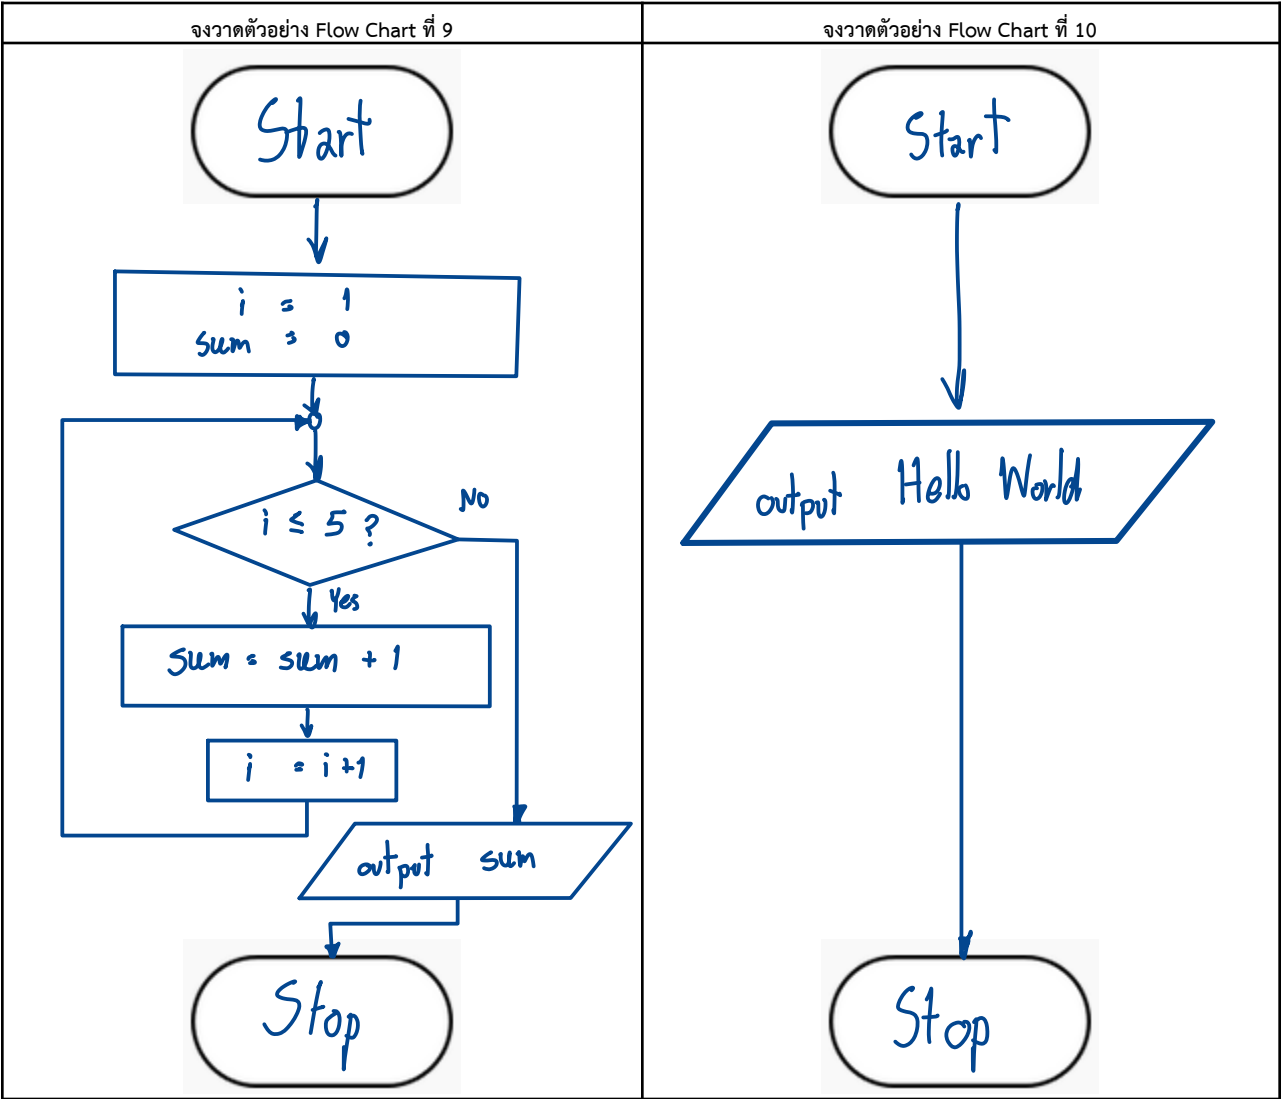 จงวาดตัวอย่าง Flow Chart ที่ 9
Start
i = 1
sum = 0
i ≤ 5 ?
No
Yes
sum = sum + 1
i = i +1
output sum
Stop
จงวาดตัวอย่าง Flow Chart ที่ 10
Start
output Hello World
Stop